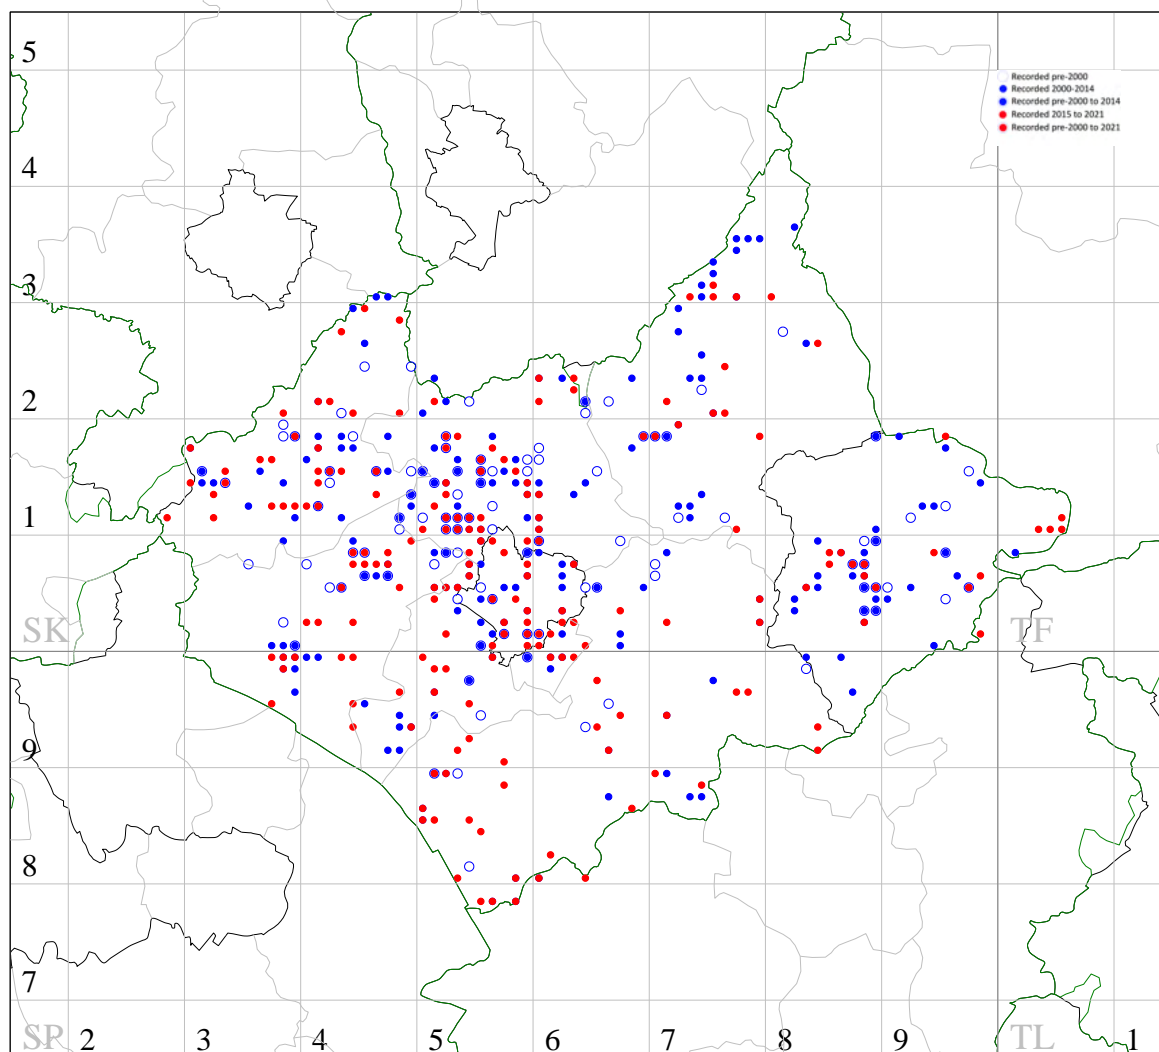 5
Recorded pre-2000
Recorded 2000-2014
Recorded pre-2000 to 2014
Recorded 2015 to 2021
Recorded pre-2000 to 2021
4
3
2
1
SK TF
9
8
7
SP 2 3 4 5 6 7 8 9 TL 1